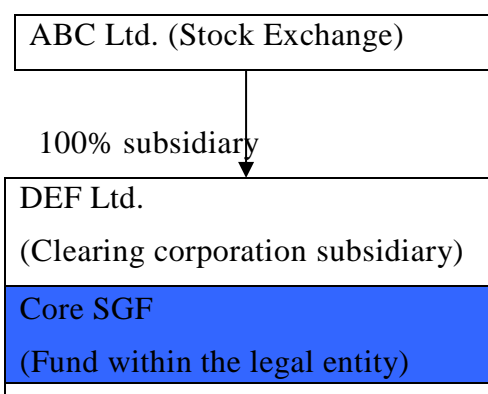 ABC Ltd. (Stock Exchange)
100% subsidiary
DEF Ltd.
(Clearing corporation subsidiary)
Core SGF
(Fund within the legal entity)